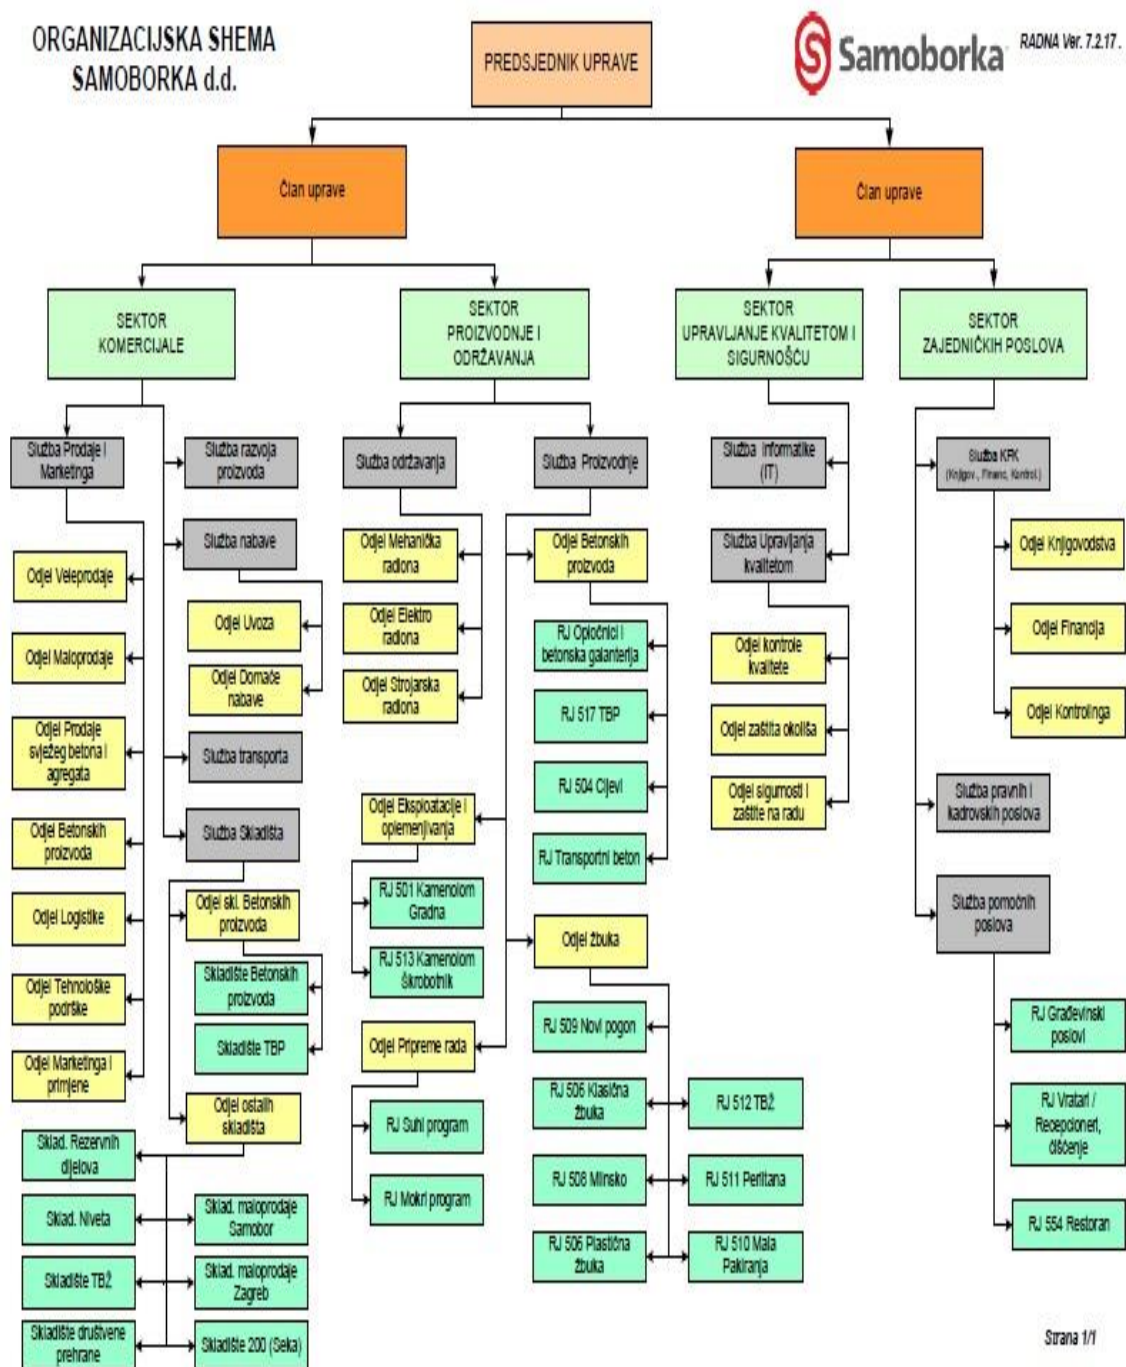 ORGANIZACIJSKA SHEMA
SAMOBORKA d.d.
PREDSJEDNIK UPRAVE
Samoborka
RADNA Ver. 7.2.17 .
Član uprave
Član uprave
SEKTOR
KOMERCIJALE
SEKTOR
PROIZVODNJE I
ODRŽAVANJA
SEKTOR
UPRAVLJANJE KVALITETOM I
SIGURNOŠĆU
SEKTOR
ZAJEDNIČKIH POSLOVA
Služba Prodaje i
Marketinga
Odjel Veleprodaje
Odjel Maloprodaje
Odjel Prodaje
svježeg betona i
agregata
Odjel Betonskih
proizvoda
Odjel Logistike
Odjel Tehnološke
podrške
Odjel Marketinga i
primjene
Služba razvoja
proizvoda
Služba nabave
Odjel Uvoza
Odjel Domaće
nabave
Služba transporta
Služba Skladišta
Odjel skl. Betonskih
proizvoda
Skladište Betonskih
proizvoda
Skladište TBP
Odjel ostalih
skladišta
Sklad. Rezervnih
dijelova
Sklad. Niveta
Sklad. maloprodaje
Samobor
Skladište TBŽ
Sklad. maloprodaje
Zagreb
Skladište društvene
prehrane
Skladište 200 (Seka)
Služba održavanja
Odjel Mehanička
radiona
Odjel Elektro
radiona
Odjel Strojarska
radiona
Služba Proizvodnje
Odjel Betonskih
proizvoda
RJ Opločnici i
betonska galanterija
RJ 517 TBP
RJ 504 Cijevi
RJ Transportni beton
Odjel Eksploatacije i
oplemenjivanja
RJ 501 Kamenolom
Gradna
RJ 513 Kamenolom
Škrobotnik
Odjel žbuka
RJ 509 Novi pogon
RJ 506 Klasična
žbuka
RJ 512 TBŽ
RJ 508 Mlinsko
RJ 511 Perlitana
RJ 506 Plastična
žbuka
RJ 510 Mala
Pakiranja
Odjel Pripreme rada
RJ Suhi program
RJ Mokri program
Služba Informatike
(IT)
Služba Upravljanja
kvalitetom
Odjel kontrole
kvalitete
Odjel zaštita okoliša
Odjel sigurnosti i
zaštite na radu
Služba KFK
(Knjigov., Financ, Kontrol.)
Odjel Knjigovodstva
Odjel Financija
Odjel Kontrolinga
Služba pravnih i
kadrovskih poslova
Služba pomoćnih
poslova
RJ Građevinski
poslovi
RJ Vratari /
Recepcioneri,
čišćenje
RJ 554 Restoran
Strana 1/1